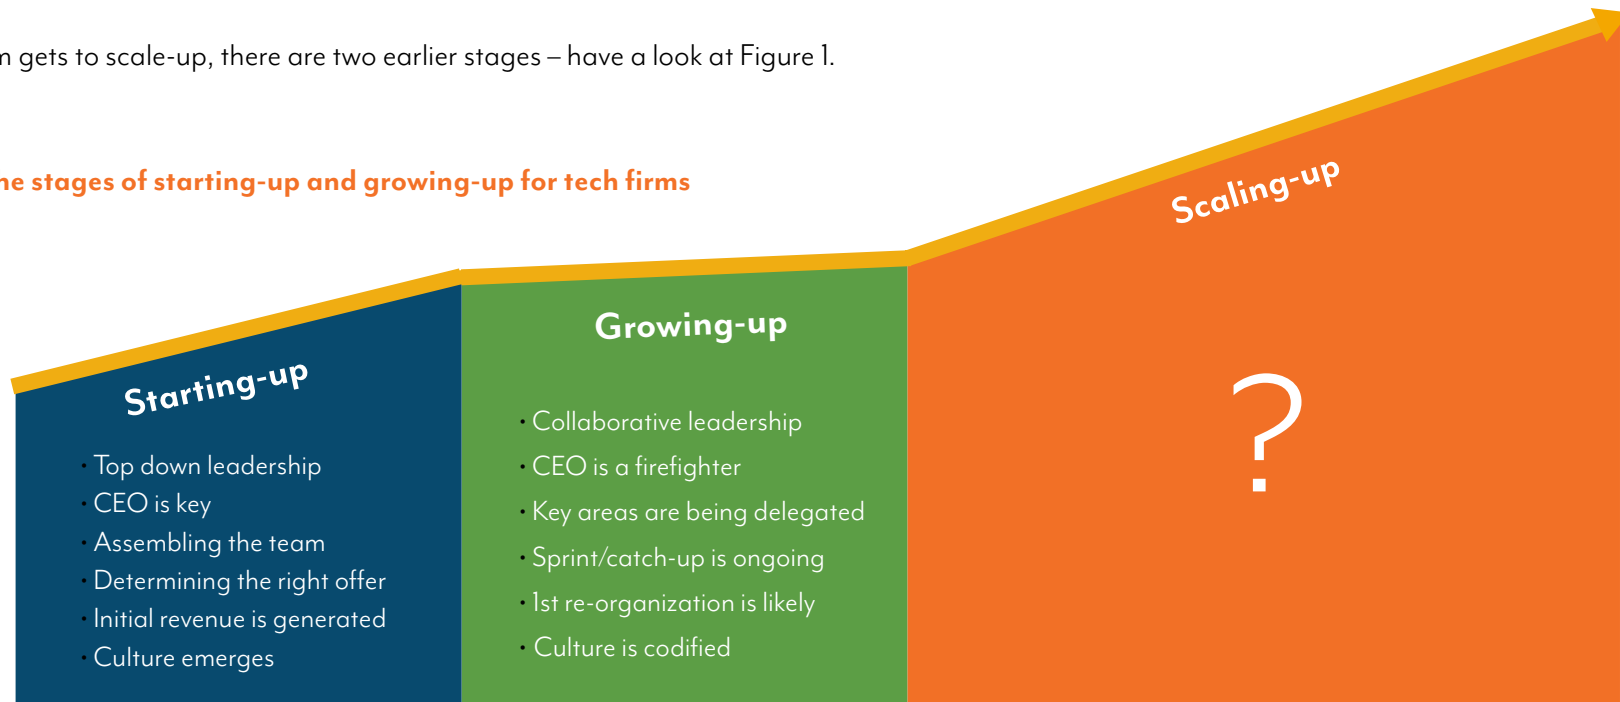 gets to scale-up, there are two earlier stages – have a look at Figure 1.
stages of starting-up and growing-up for tech firms
Starting-up
· Top down leadership
· CEO is key
· Assembling the team
· Determining the right offer
· Initial revenue is generated
· Culture emerges
Growing-up
· Collaborative leadership
· CEO is a firefighter
· Key areas are being delegated
· Sprint/catch-up is ongoing
· 1st re-organization is likely
· Culture is codified
Scaling-up
?